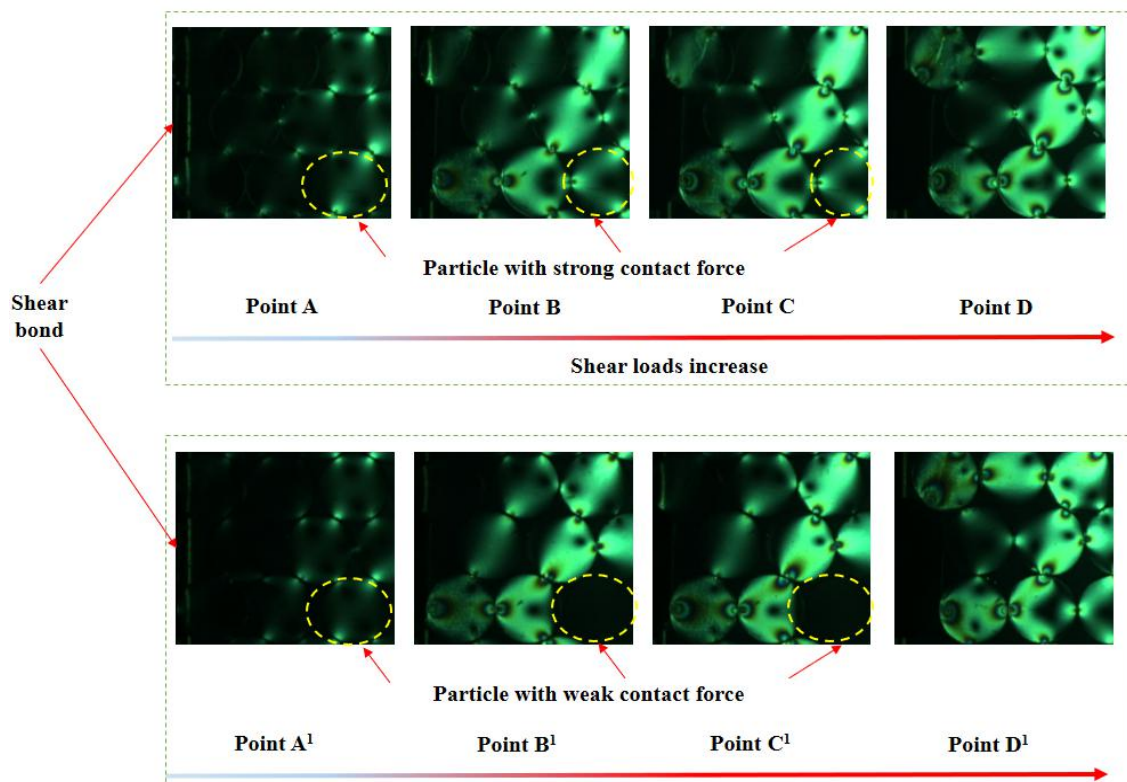 Particle with strong contact force
Shear
bond
Point A
Point B
Point C
Point D
Shear loads increase
Particle with weak contact force
Point A¹
Point B¹
Point C¹
Point D¹